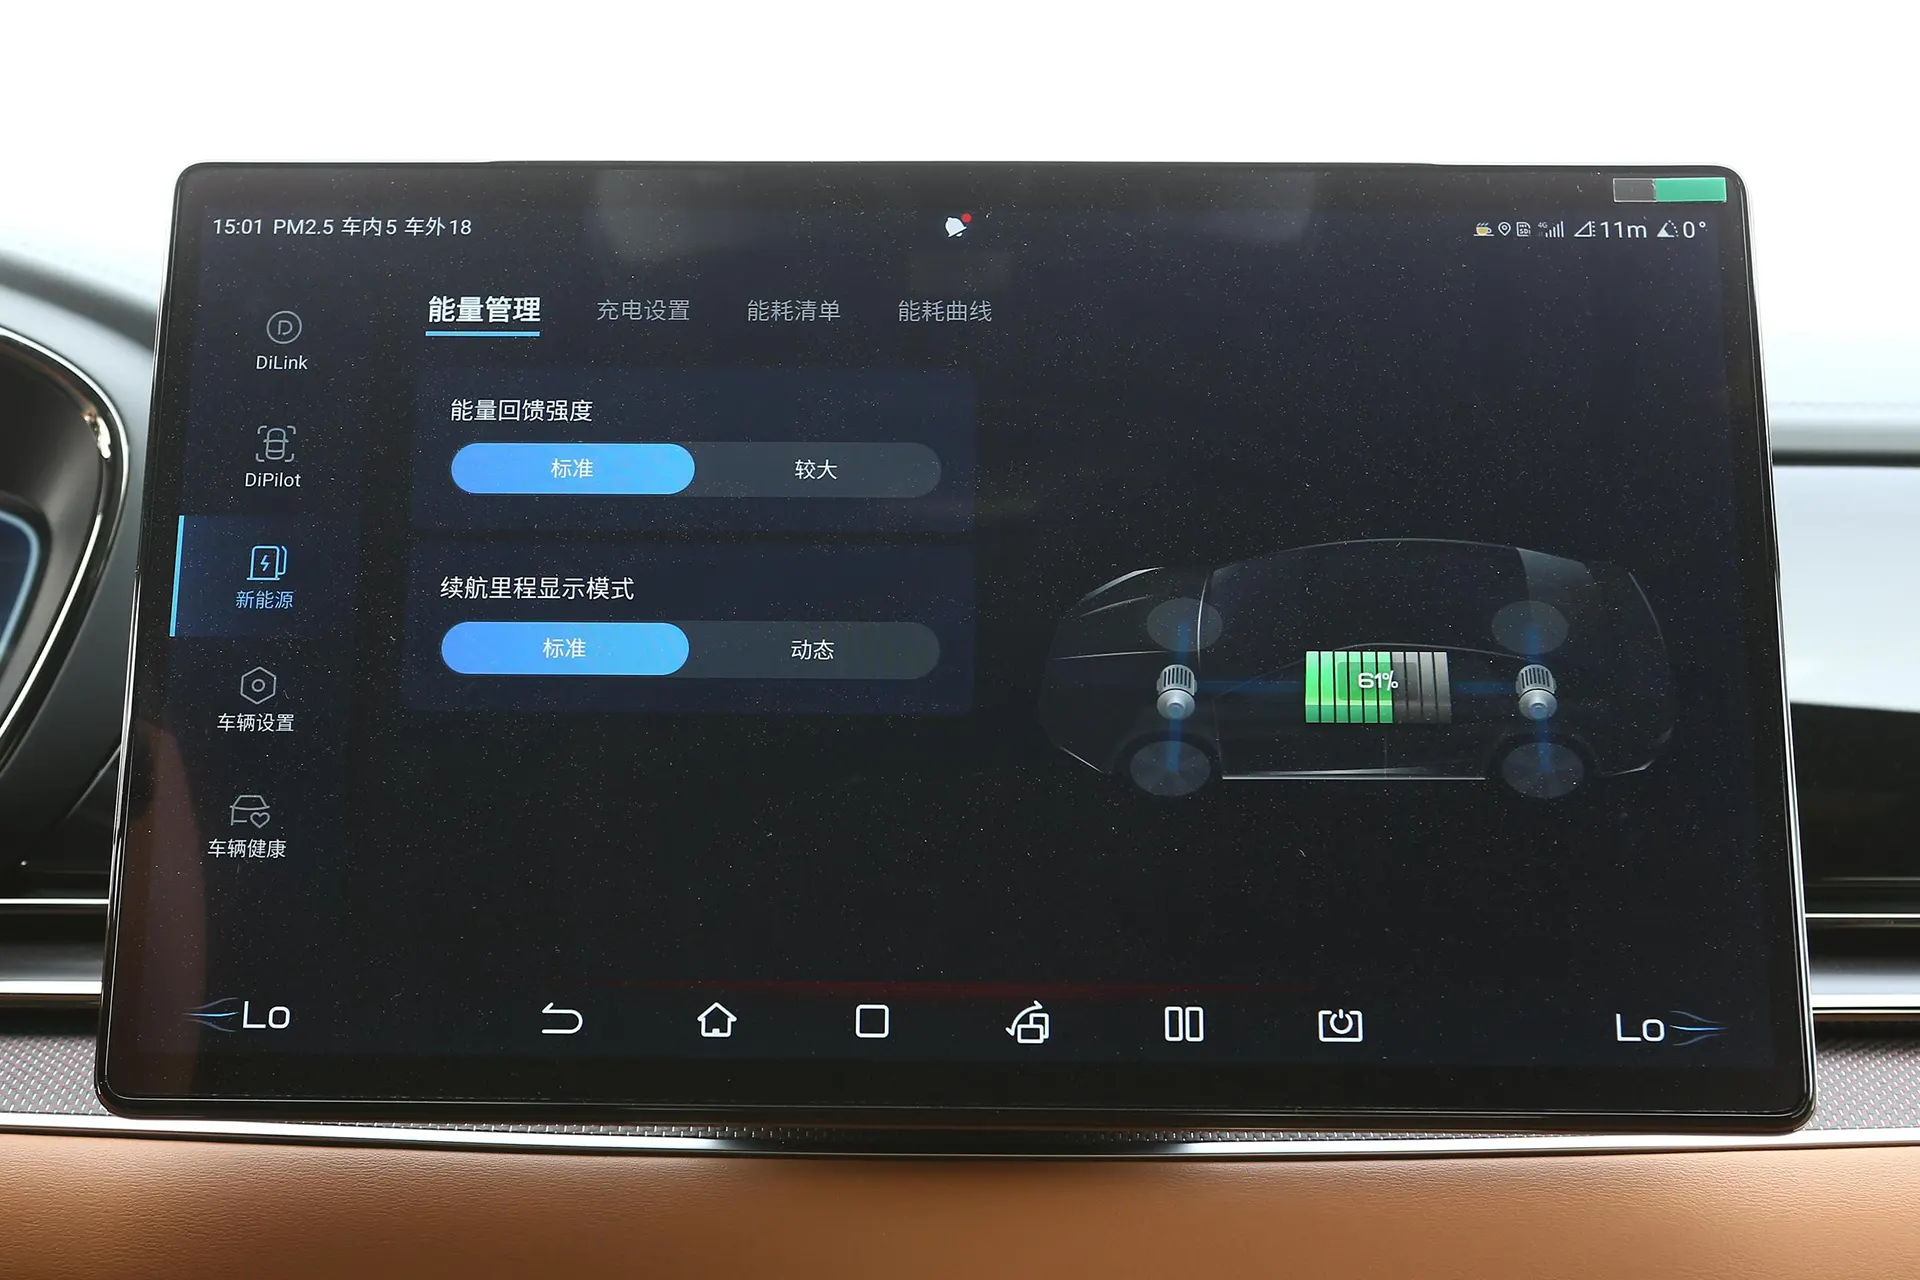 15:01 PM2.5 车内5 车外18
4G
11m
0°
DiLink
DiPilot
新能源
车辆设置
车辆健康
能量管理 充电设置 能耗清单 能耗曲线
能量回馈强度
标准 较大
续航里程显示模式
标准 动态
61%
Lo
Lo